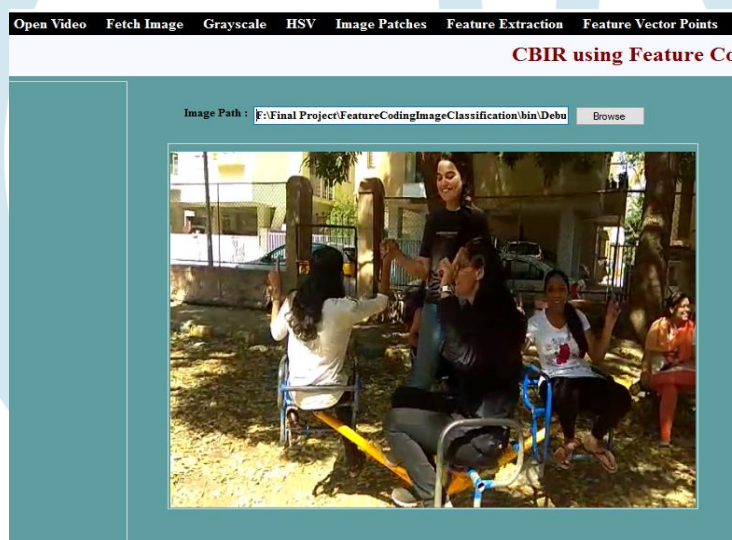 Open Video Fetch Image Grayscale HSV Image Patches Feature Extraction Feature Vector Points
CBIR using Feature Co
Image Path : F:\Final Project\FeatureCodingImageClassification\bin\Debu Browse